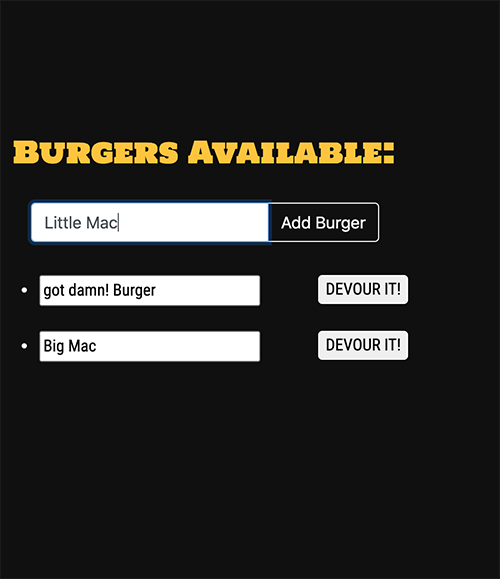 Burgers Available:
Little Mac
Add Burger
got damn! Burger
DEVOUR IT!
Big Mac
DEVOUR IT!